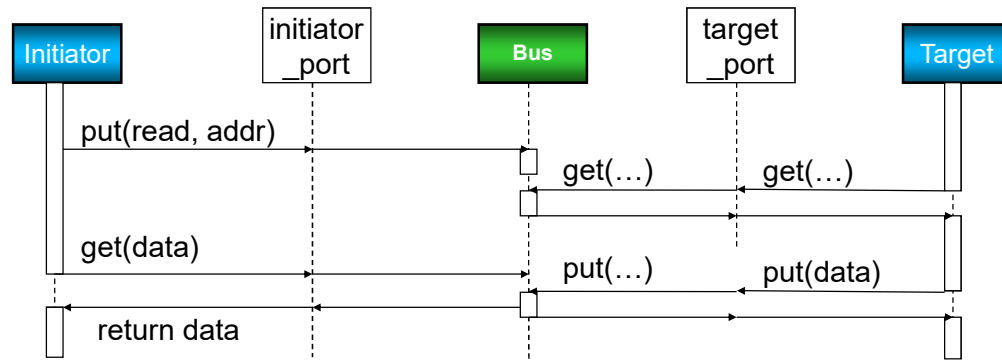 Initiator
initiator
_port
Bus
target
_port
Target
put(read, addr)
get(…)
get(…)
get(data)
put(…)
put(data)
return data